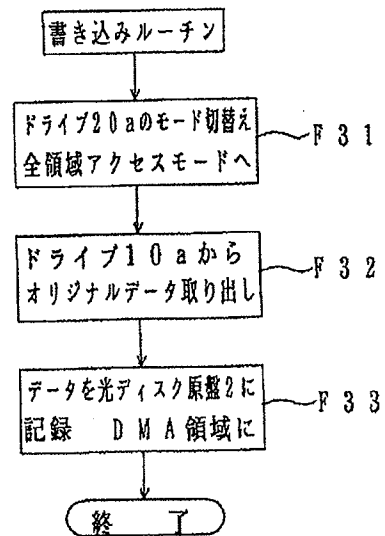 書き込みルーチン
ドライブ20aのモード切替え
全領域アクセスモードへ
F31
ドライブ10aから
オリジナルデータ取り出し
F32
データを光ディスク原盤2に
記録 DMA領域に
F33
終了